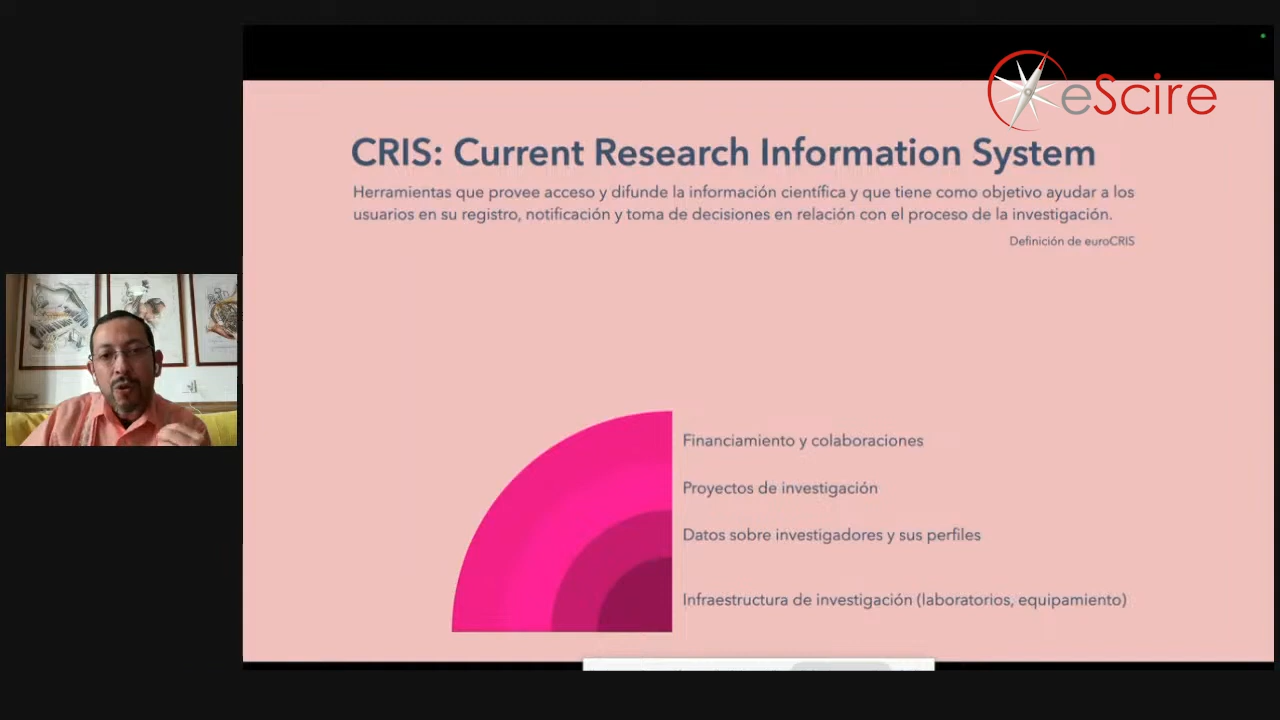 eScire
CRIS: Current Research Information System
Herramientas que provee acceso y difunde la información científica y que tiene como objetivo ayudar a los
usuarios en su registro, notificación y toma de decisiones en relación con el proceso de la investigación.
Definición de euroCRIS
Financiamiento y colaboraciones
Proyectos de investigación
Datos sobre investigadores y sus perfiles
Infraestructura de investigación (laboratorios, equipamiento)